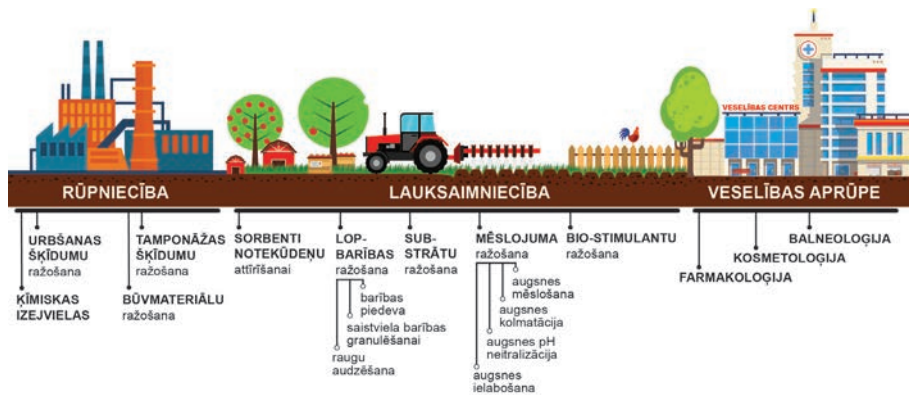 VESELĪBAS CENTRS
RŪPNIECĪBA
LAUKSAIMNIECĪBA
VESELĪBAS APRŪPE
URBŠANAS
ŠĶĪDUMU
ražošana
ĶĪMISKAS
IZEJVIELAS
TAMPONĀŽAS
ŠĶĪDUMU
ražošana
BŪVMATERIĀLU
ražošana
SORBENTI
NOTEKŪDEŅU
attīrīšanai
LOP-
BARĪBAS
ražošana
barības
piedeva
saistviela barības
granulēšanai
raugu
audzēšana
SUB-
STRĀTU
ražošana
MĒSLOJUMA
ražošana
augsnes
mēslošana
augsnes
kolmatācija
augsnes pH
neitralizācija
augsnes
ielabošana
BIO-STIMULANTU
ražošana
BALNEOLOĢIJA
KOSMETOLOĢIJA
FARMAKOLOĢIJA